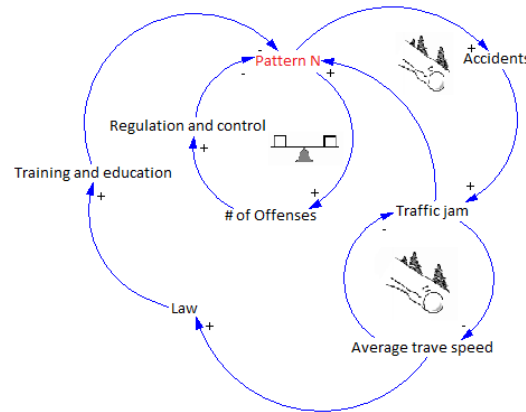 Pattern N
Accidents
Regulation and control
Training and education
# of Offenses
Traffic jam
Law
Average trave speed
-
-
+
+
+
+
+
+
+
-
-
+